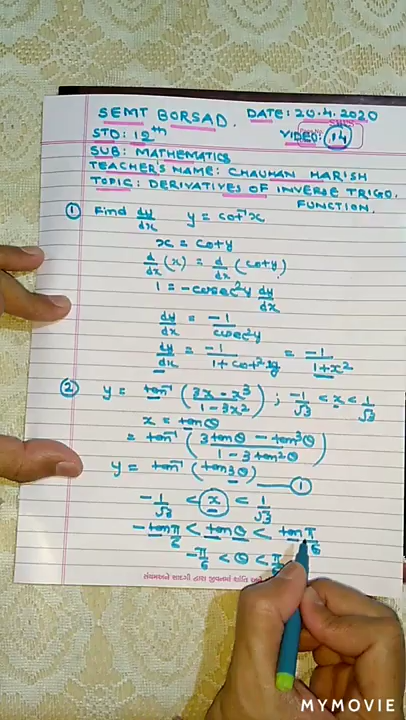 SEMT BORSAD. DATE: 20.4.2020
STD: 12th VIDEO: 14
SUB: MATHEMATICS
TEACHER'S NAME: CHAUHAN HARISH
TOPIC: DERIVATIVES OF INVERSE TRIGO. FUNCTION.
① Find dy/dx y = cot⁻¹x
x = coty
d/dx (x) = d/dx (coty)
1 = -cosec²y dy/dx
dy/dx = -1/cosec²y
dy/dx = -1/1+cot²y = -1/1+x²
② y = tan⁻¹ (3x - x³/1 - 3x²) ; -1/√3 < x < 1/√3
x = tanθ
= tan⁻¹ (3tanθ - tan³θ/1 - 3tan²θ)
y = tan⁻¹ (tan3θ) — ①
-1/√3 < x < 1/√3
-tanπ/6 < tanθ < tanπ/6
-π/6 < θ < π
MYMOVIE